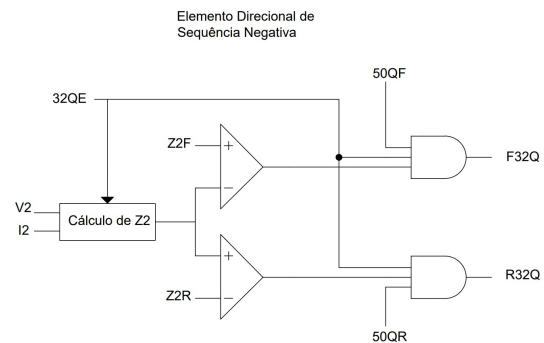 Elemento Direcional de
Sequência Negativa
50QF
32QE
Z2F
+
F32Q
−
V2
Cálculo de Z2
I2
+
R32Q
Z2R
−
50QR